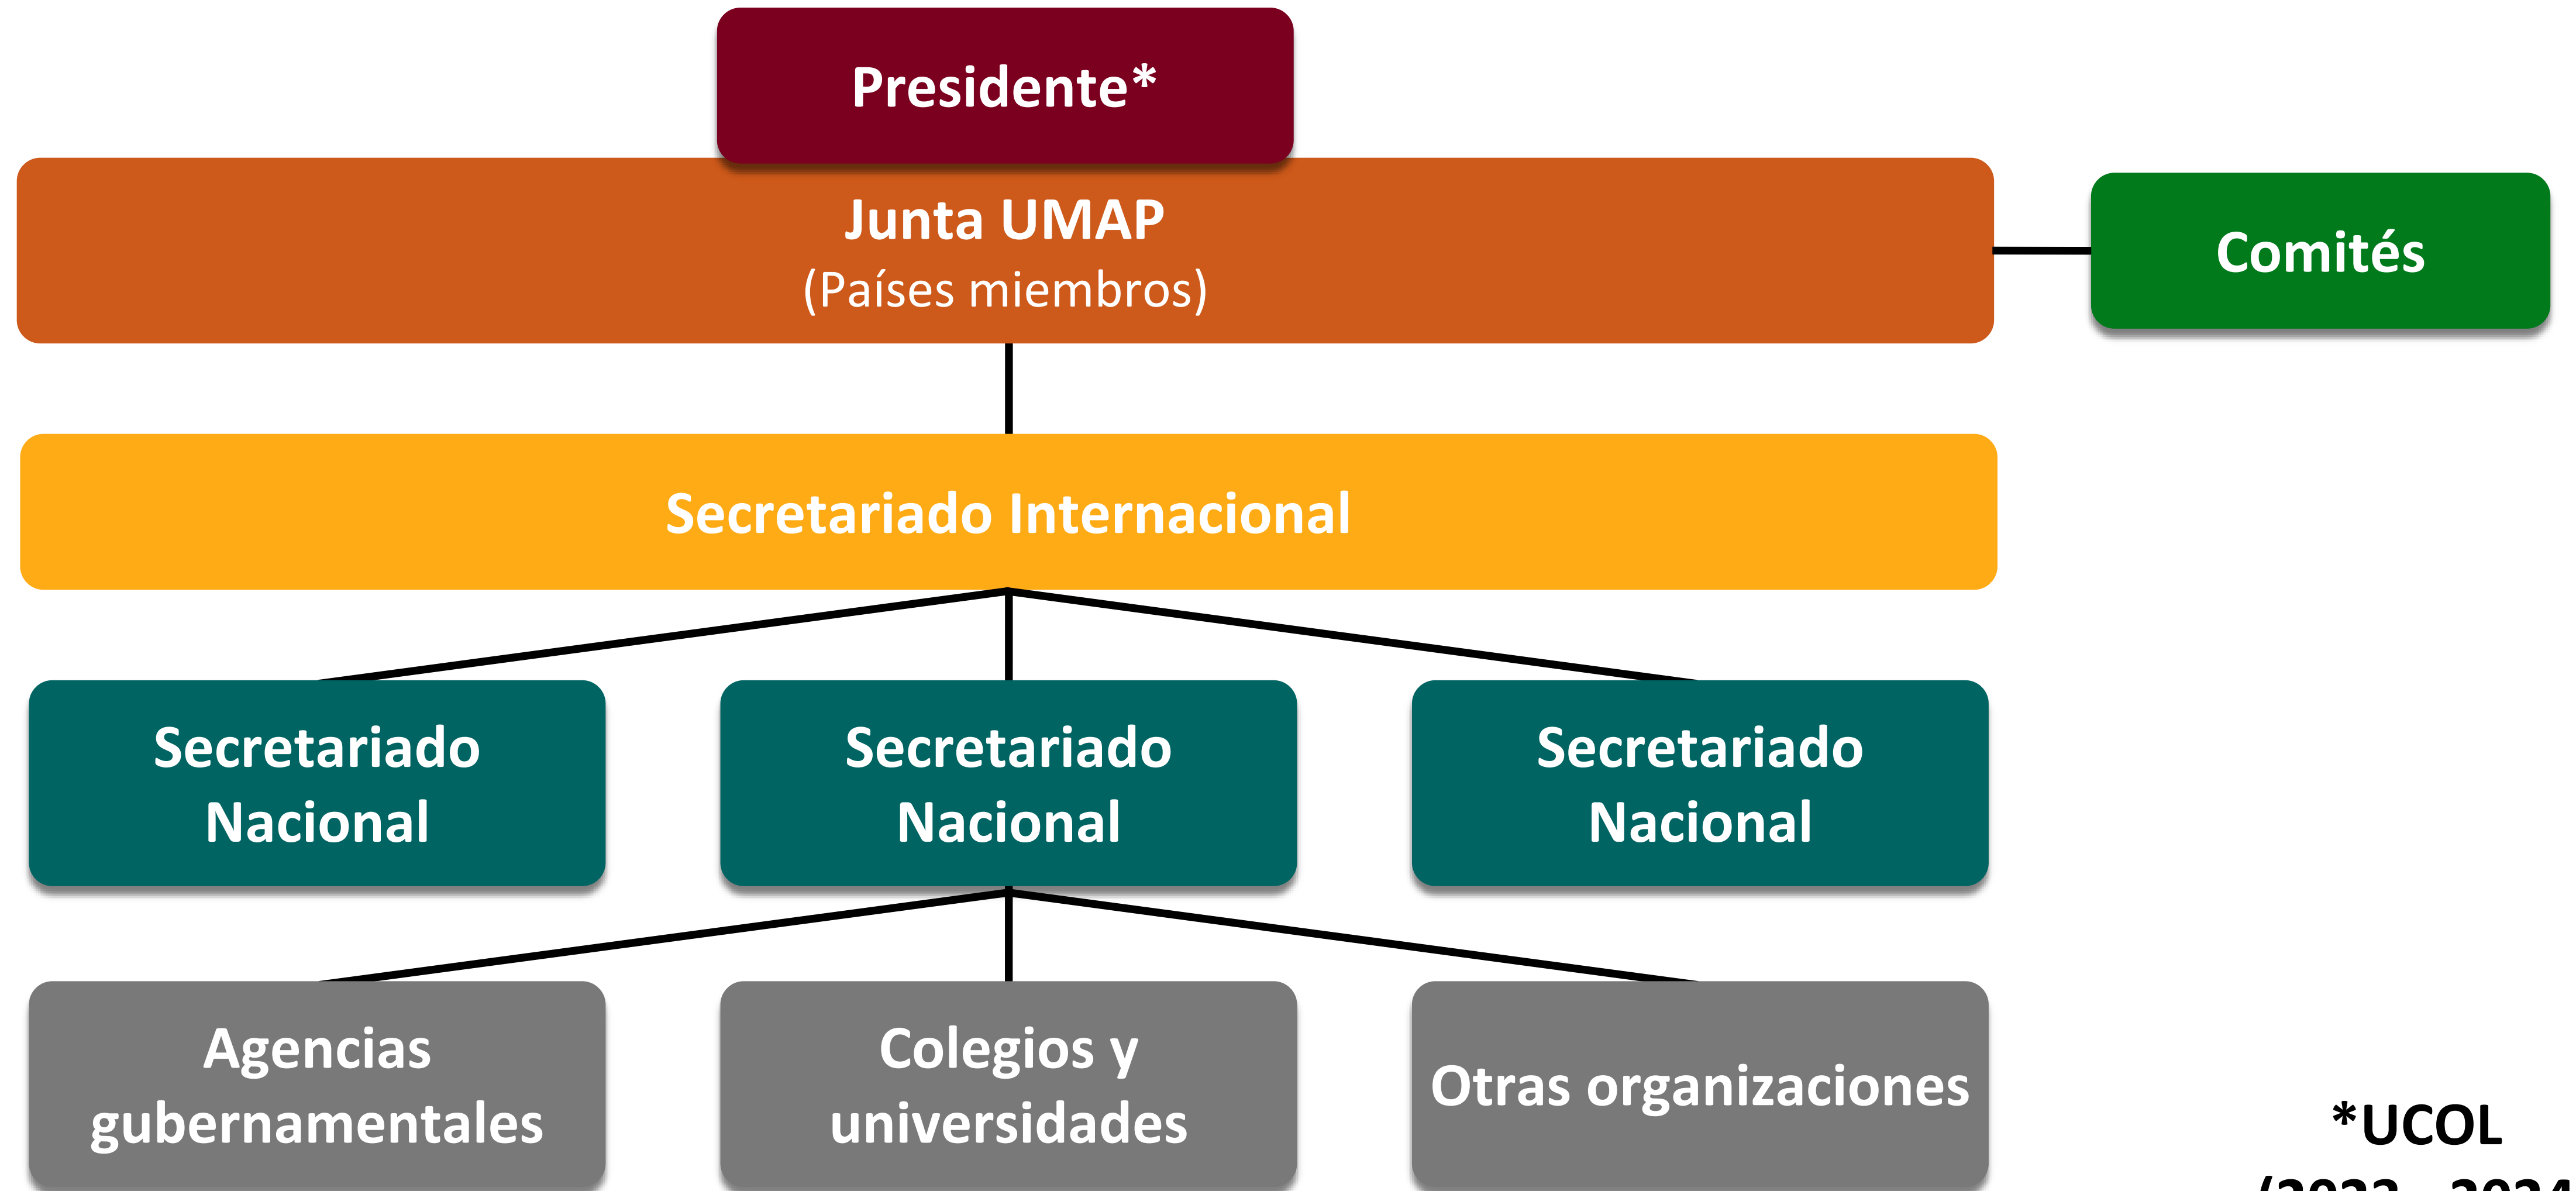 Presidente*
Junta UMAP
(Países miembros)
Comités
Secretariado Internacional
Secretariado
Nacional
Secretariado
Nacional
Secretariado
Nacional
Agencias
gubernamentales
Colegios y
universidades
Otras organizaciones
*UCOL